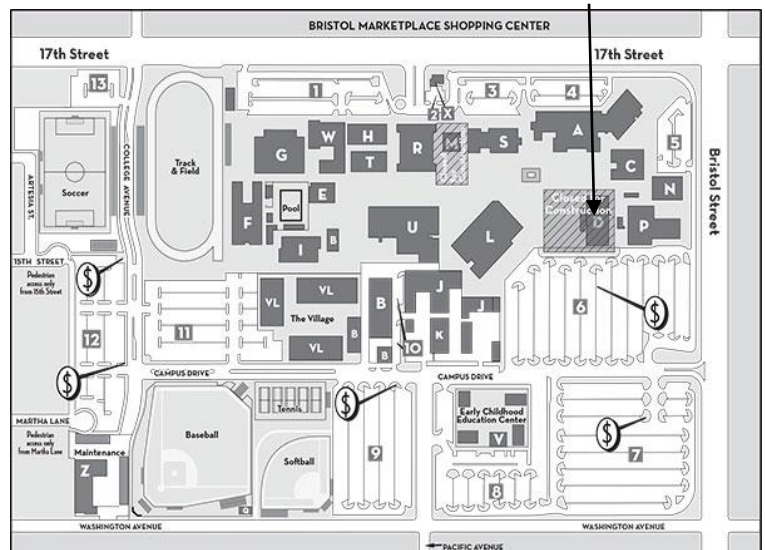 BRISTOL MARKETPLACE SHOPPING CENTER
17th Street
17th Street
13
1
2
X
3
4
5
A
W
H
G
T
R
M
S
C
N
COLLEGE AVENUE
ARTESIA ST.
Soccer
Track
& Field
Bristol Street
E
Pool
F
I
B
U
L
Closed for
Construction
D
P
15TH STREET
Pedestrian
access only
from 15th Street
$
$
6
12
11
VL
VL
The Village
VL
B
B
B
J
J
K
10
$
CAMPUS DRIVE
CAMPUS DRIVE
$
$
MARTHA LANE
Pedestrian
access only
from Martha Lane
Maintenance
Z
Baseball
Tennis
Softball
9
Early Childhood
Education Center
V
8
7
Q
WASHINGTON AVENUE
WASHINGTON AVENUE
PACIFIC AVENUE